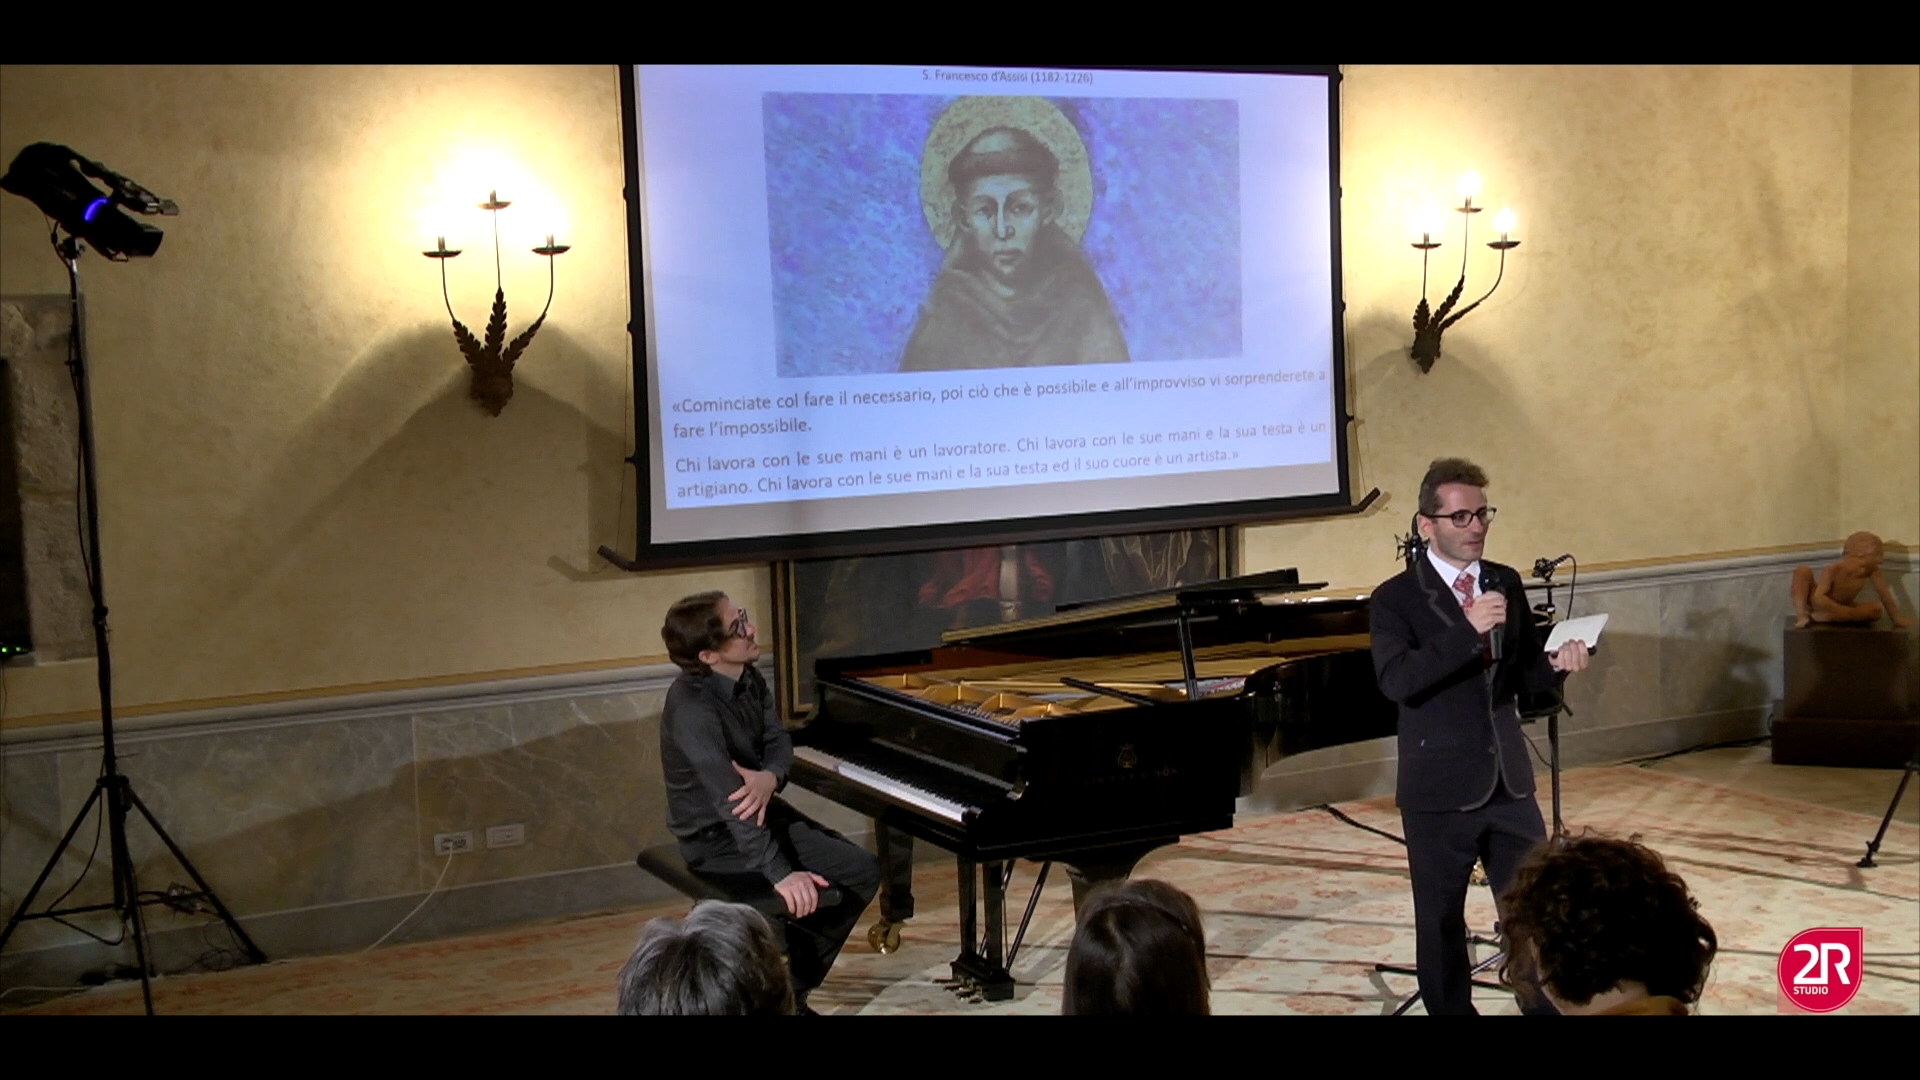 S. Francesco d'Assisi (1182-1226)
«Cominciate col fare il necessario, poi ciò che è possibile e all'improvviso vi sorprenderete a
fare l'impossibile.
Chi lavora con le sue mani è un lavoratore. Chi lavora con le sue mani e la sua testa è un
artigiano. Chi lavora con le sue mani e la sua testa ed il suo cuore è un artista.»
2R
STUDIO